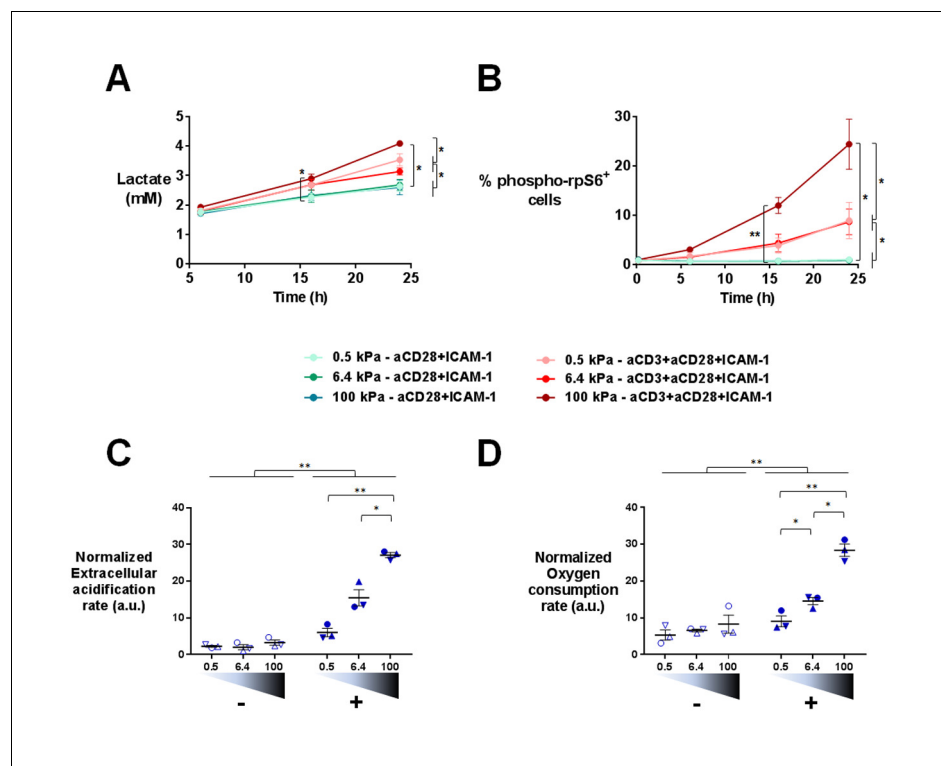 A
B
5
4
3
2
1
0
Lactate
(mM)
*
*
*
*
0 5 10 15 20 25
Time (h)
30
20
10
0
% phospho-rpS6+
cells
**
*
*
*
0 5 10 15 20 25
Time (h)
0.5 kPa - aCD28+ICAM-1
6.4 kPa - aCD28+ICAM-1
100 kPa - aCD28+ICAM-1
0.5 kPa - aCD3+aCD28+ICAM-1
6.4 kPa - aCD3+aCD28+ICAM-1
100 kPa - aCD3+aCD28+ICAM-1
C
D
**
**
*
40
30
20
10
0
Normalized
Extracellular
acidification
rate (a.u.)
0.5 6.4 100 0.5 6.4 100
- +
**
**
*
*
40
30
20
10
0
Normalized
Oxygen
consumption
rate (a.u.)
0.5 6.4 100 0.5 6.4 100
- +